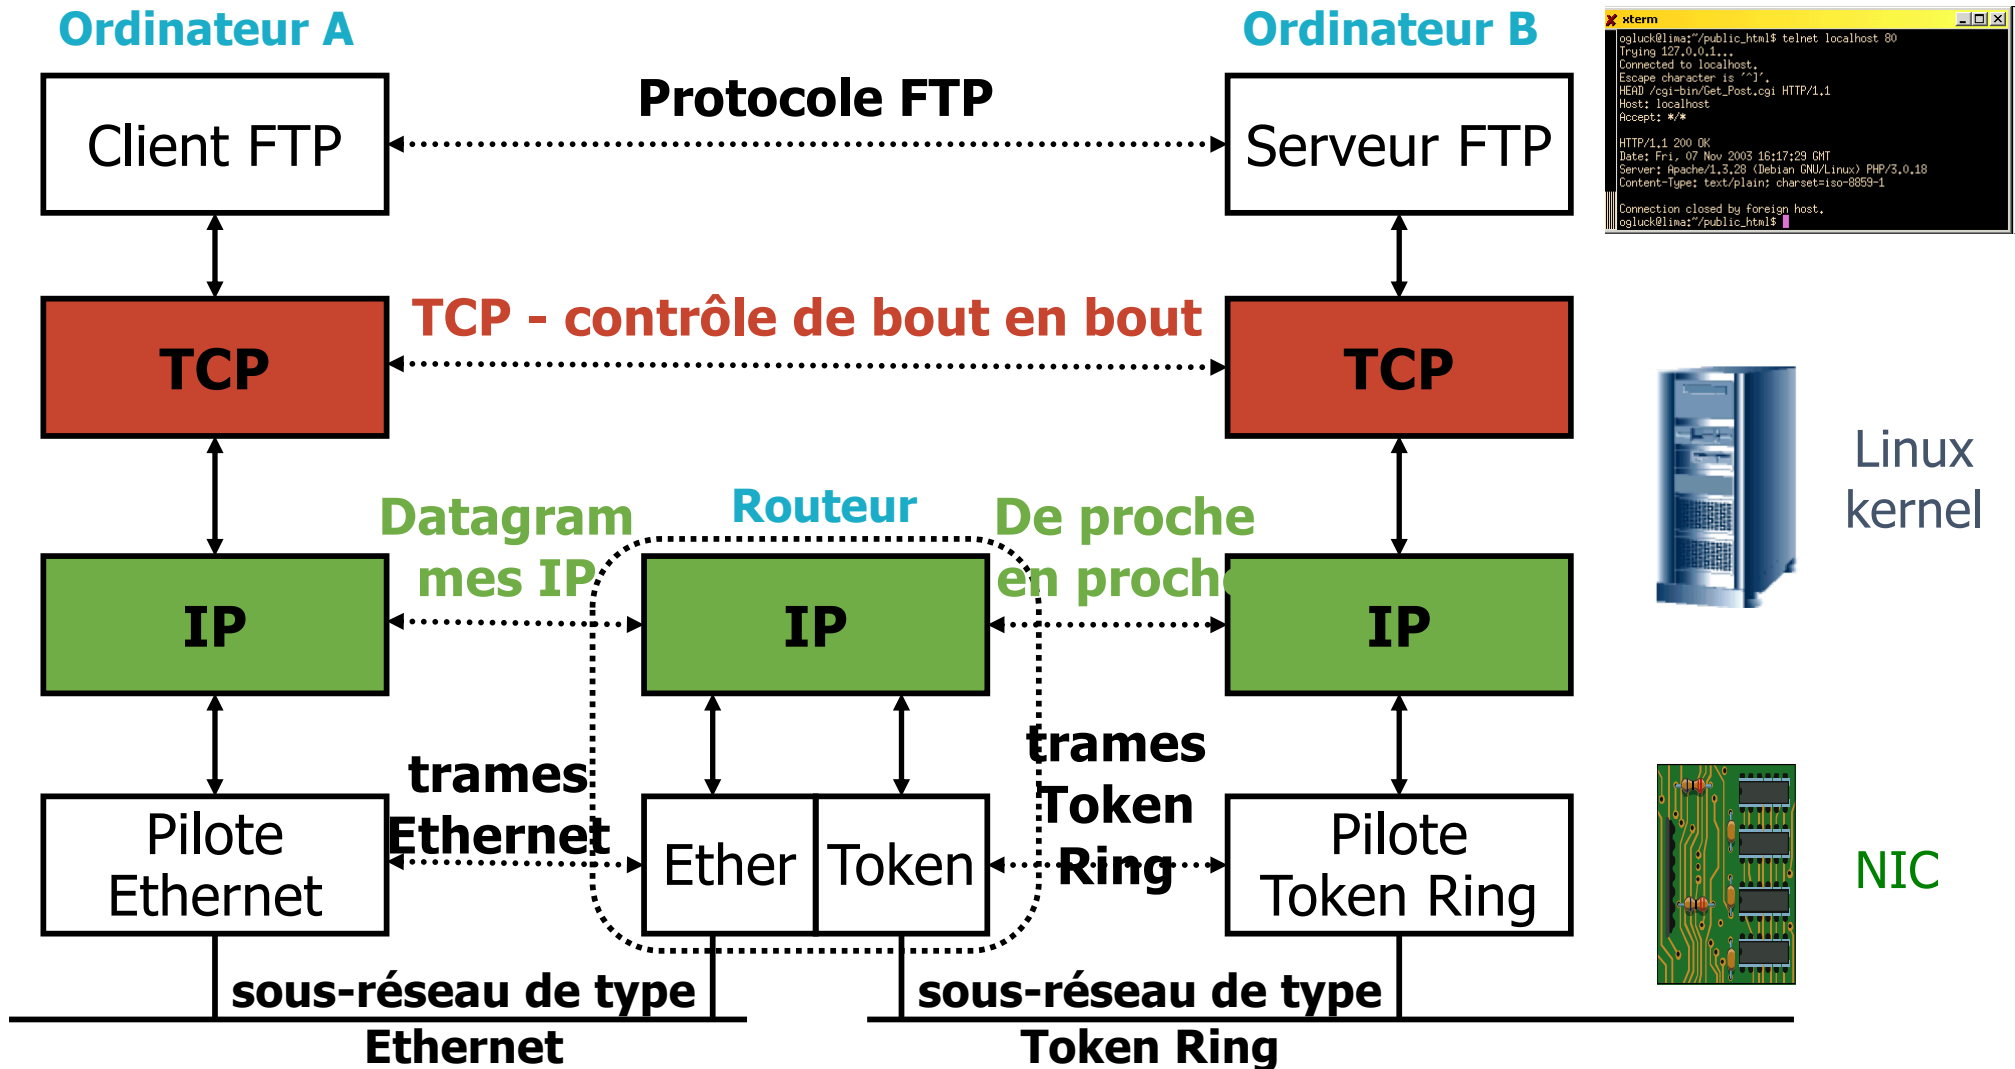 Ordinateur A
Ordinateur B
Client FTP
Protocole FTP
Serveur FTP
xterm
ogluck@lima:~/public_html$ telnet localhost 80
Trying 127.0.0.1...
Connected to localhost.
Escape character is '^]'.
HEAD /cgi-bin/Get_Post.cgi HTTP/1.1
Host: localhost
Accept: */*
HTTP/1.1 200 OK
Date: Fri, 07 Nov 2003 16:17:29 GMT
Server: Apache/1.3.28 (Debian GNU/Linux) PHP/3.0.18
Content-Type: text/plain; charset=iso-8859-1
Connection closed by foreign host.
ogluck@lima:~/public_html$
TCP - contrôle de bout en bout
TCP
TCP
Linux
kernel
Datagram
mes IP
Routeur
De proche
en proche
IP
IP
IP
trames
Ethernet
trames
Token
Ring
Pilote
Ethernet
Ether
Token
Pilote
Token Ring
NIC
sous-réseau de type
Ethernet
sous-réseau de type
Token Ring